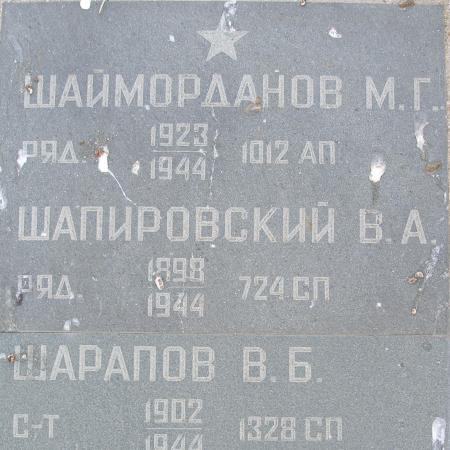 ШАЙМОРДАНОВ М.Г.
РЯД. 1923 1012 АП
1944
ШАПИРОВСКИЙ В.А.
РЯД. 1898 724 СП
1944
ШАРАПОВ В.Б.
С-Т 1902 1328 СП
1944